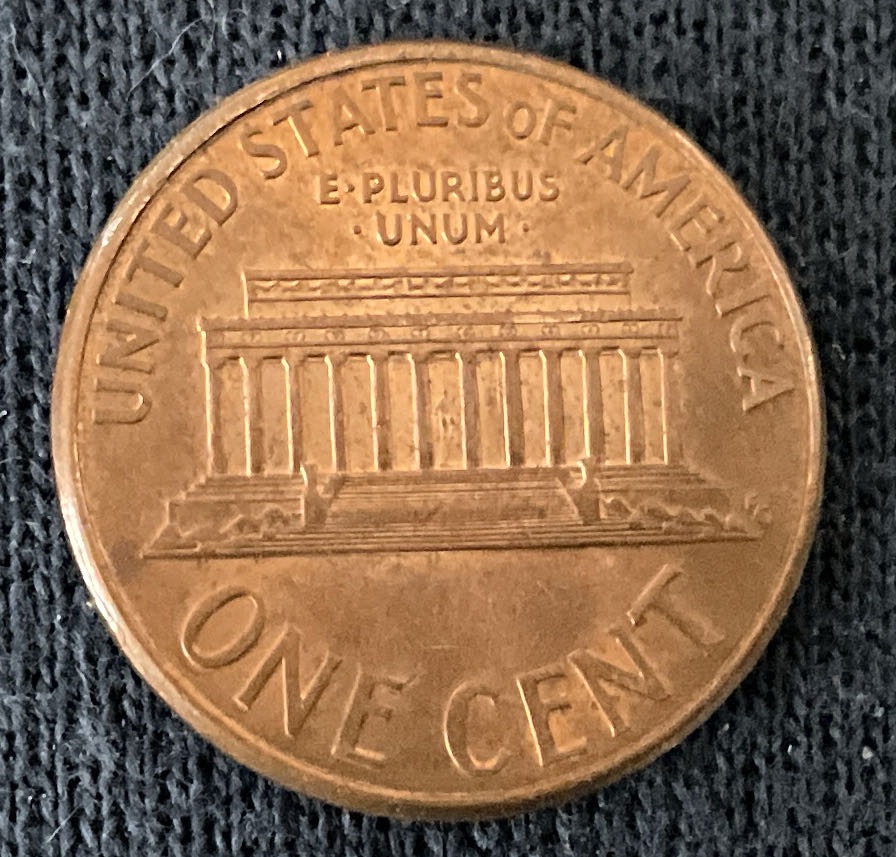 UNITED STATES OF AMERICA
E·PLURIBUS
·UNUM·
ONE CENT